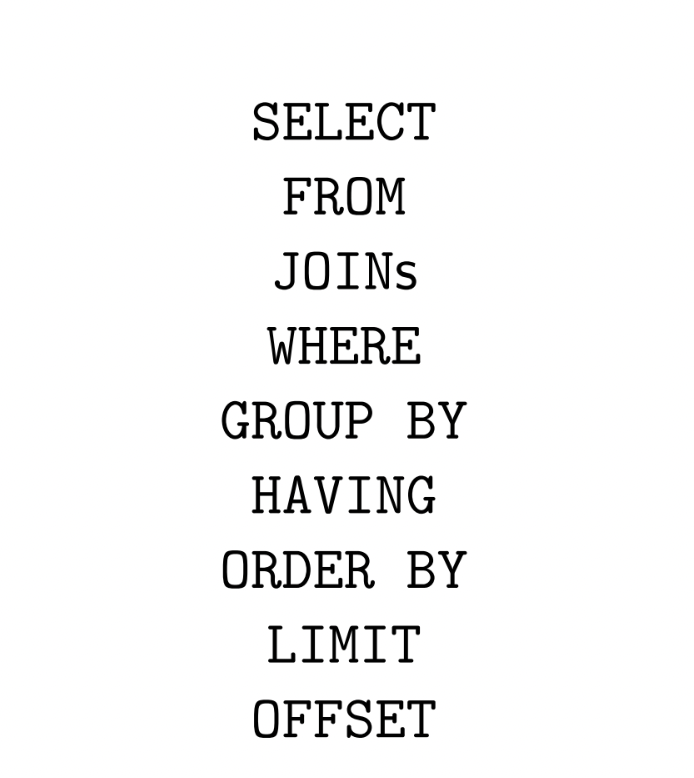 SELECT
FROM
JOINs
WHERE
GROUP BY
HAVING
ORDER BY
LIMIT
OFFSET